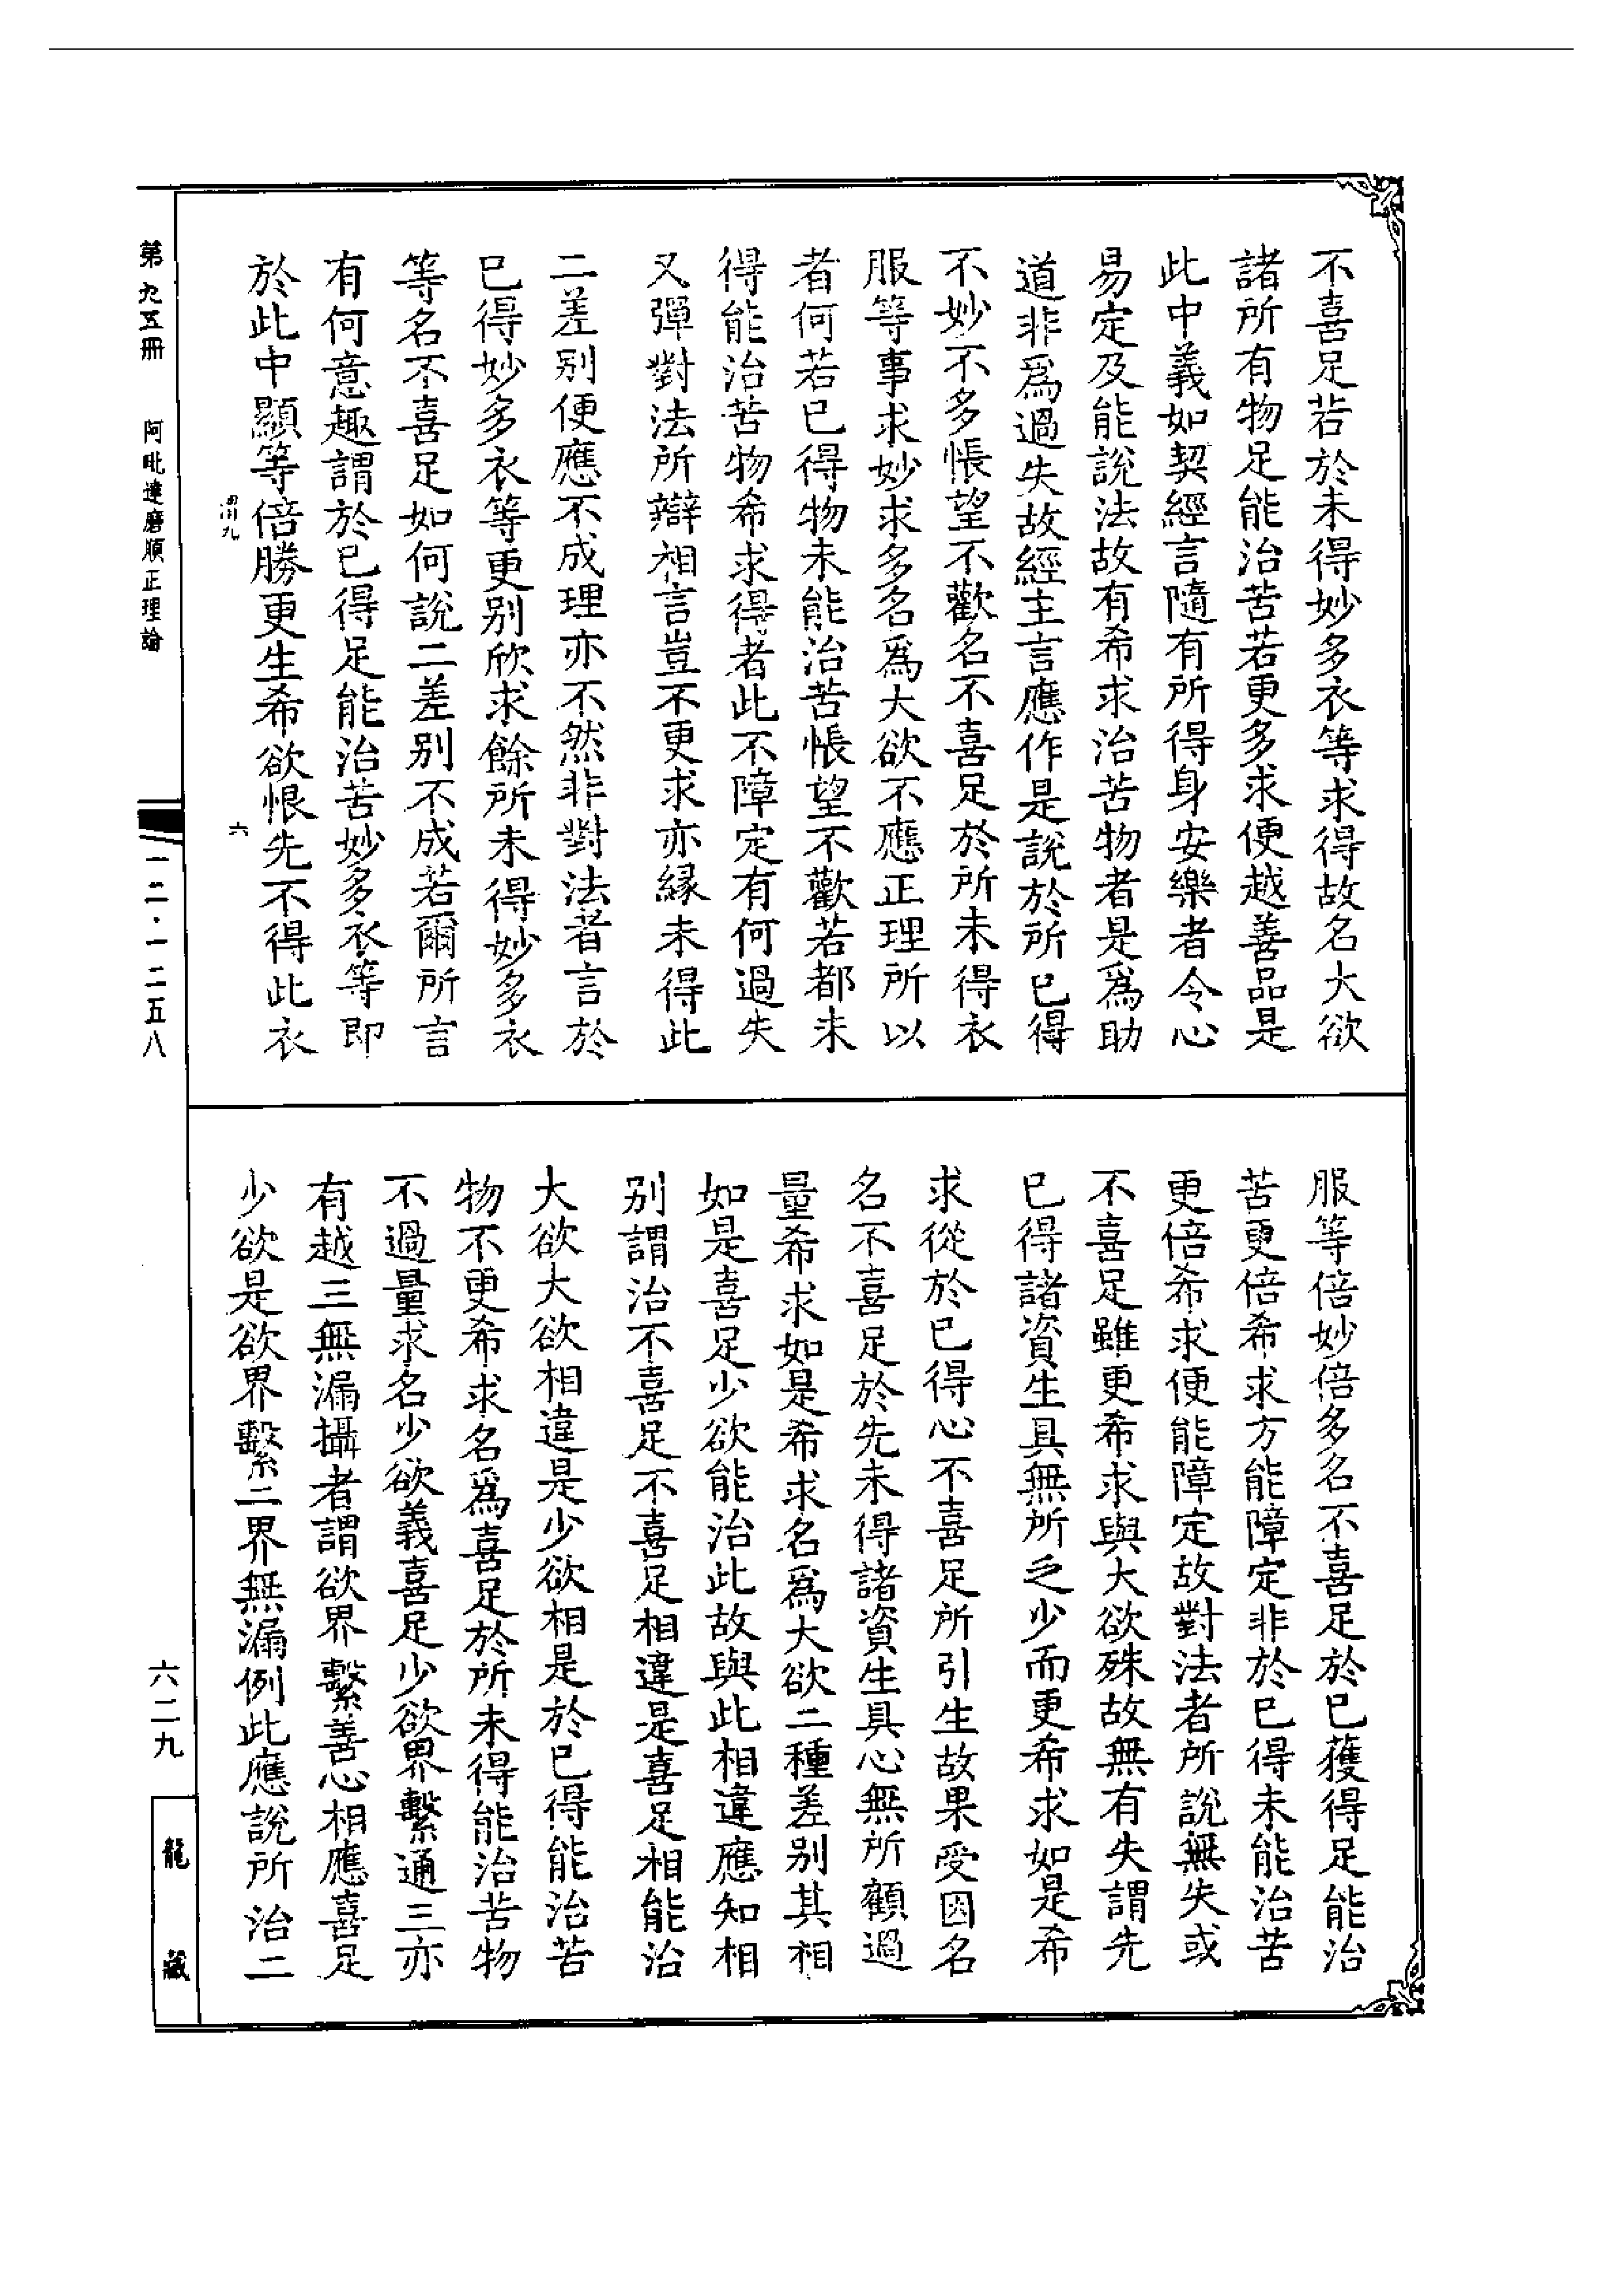 不喜足若於未得妙多衣等求得故名大欲
諸所有物足能治苦若更多求便越善品是
此中義如契經言隨有所得身安樂者令心
易定及能說法故有希求治苦物者是爲助
道非爲過失故經主言應作是說於所已得
不妙不多悵望不歡名不喜足於所未得衣
服等事求妙求多名爲大欲不應正理所以
者何若已得物未能治苦悵望不歡若都未
得能治苦物希求得者此不障定有何過失
又彈對法所辯相言豈不更求亦緣未得此
二差别便應不成理亦不然非對法者言於
已得妙多衣等更别欣求餘所未得妙多衣
等名不喜足如何說二差别不成若爾所言
有何意趣謂於已得足能治苦妙多衣等即
於此中顯等倍勝更生希欲恨先不得此衣
服等倍妙倍多名不喜足於已獲得足能治
苦更倍希求方能障定非於已得未能治苦
更倍希求便能障定故對法者所說無失或
不喜足雖更希求與大欲殊故無有失謂先
已得諸資生具無所乏少而更希求如是希
求從於已得心不喜足所引生故果受因名
名不喜足於先未得諸資生具心無所顧過
量希求如是希求名爲大欲二種差别其相
如是喜足少欲能治此故與此相違應知相
别謂治不喜足不喜足相違是喜足相能治
大欲大欲相違是少欲相是於已得能治苦
物不更希求名爲喜足於所未得能治苦物
不過量求名少欲義喜足少欲界繫通三亦
有越三無漏攝者謂欲界繫善心相應喜足
少欲是欲界繫二界無漏例此應說所治二
第九五冊
阿毗達磨順正理論
一二·一二五八
六二九
龍藏
六